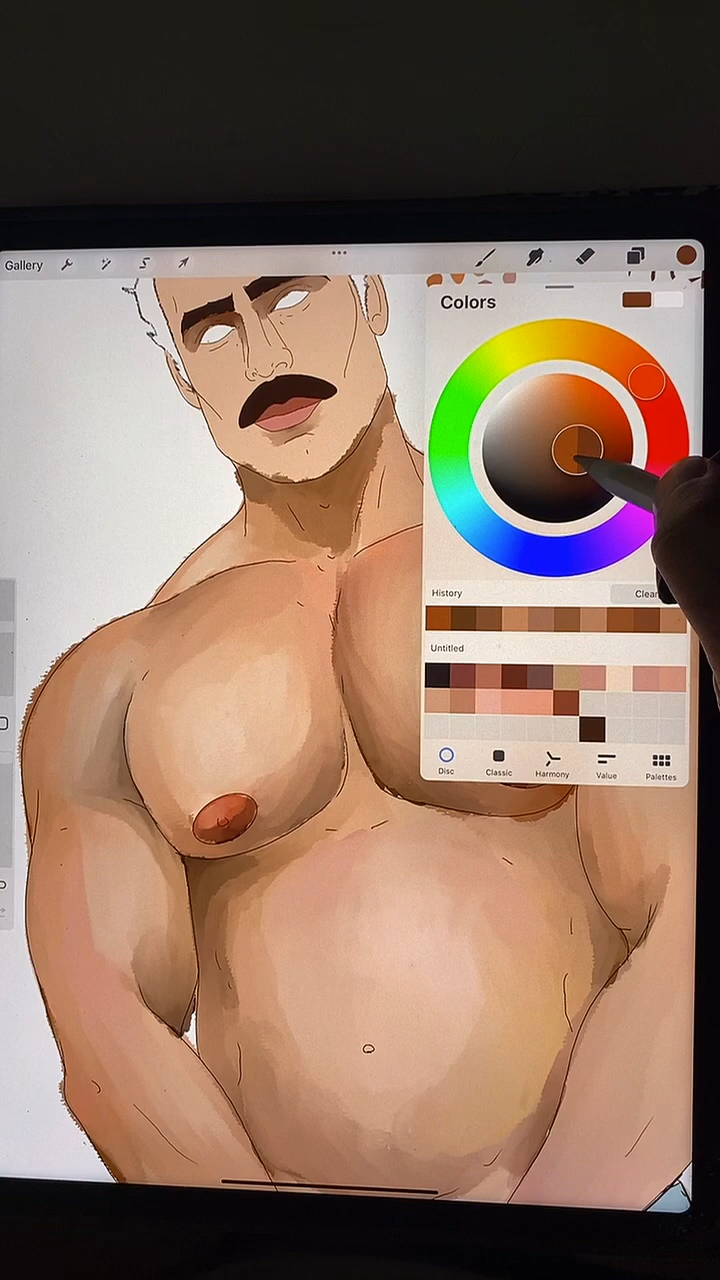 Gallery
Colors
History
Clear
Untitled
Disc
Classic
Harmony
Value
Palettes